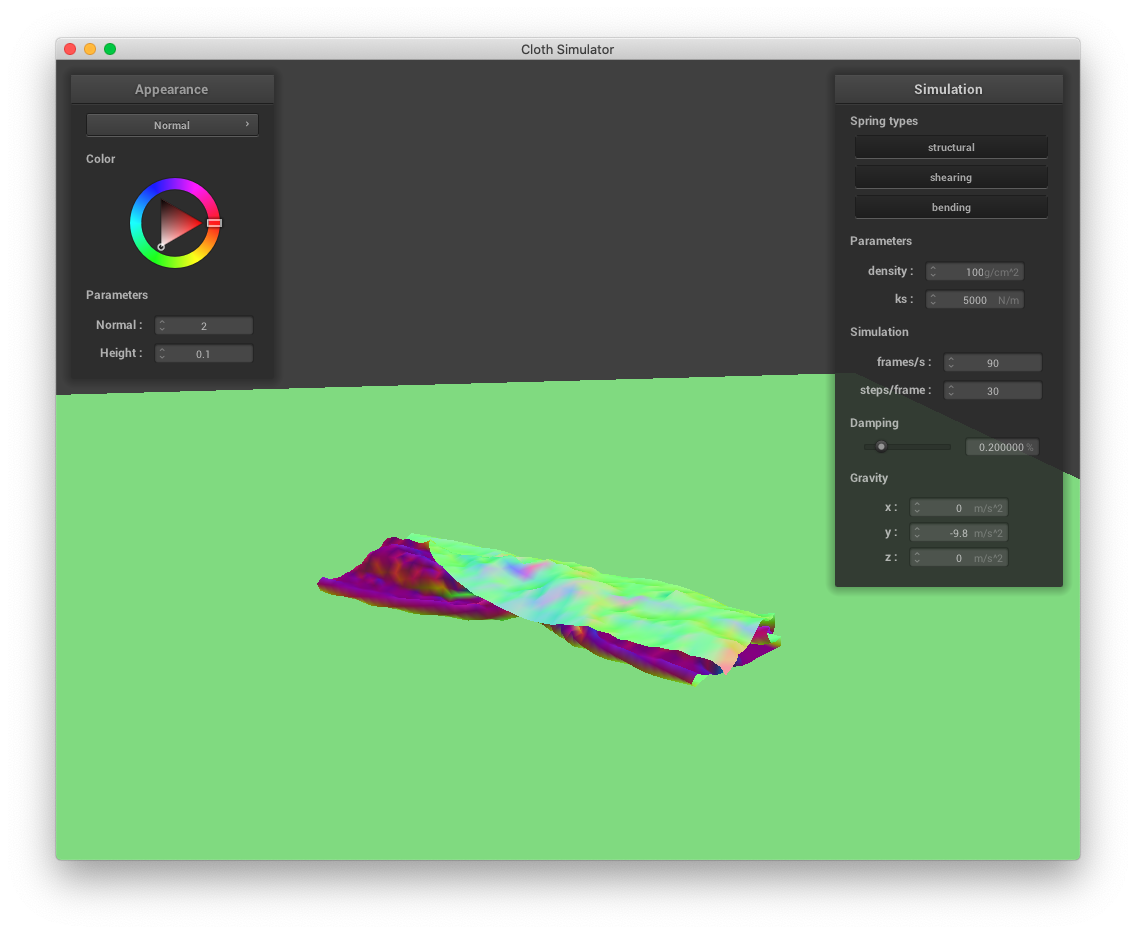 Cloth Simulator
Appearance
Normal
Color
Parameters
Normal : 2
Height : 0.1
Simulation
Spring types
structural
shearing
bending
Parameters
density : 100g/cm^2
ks : 5000 N/m
Simulation
frames/s : 90
steps/frame : 30
Damping
0.200000 %
Gravity
x : 0 m/s^2
y : -9.8 m/s^2
z : 0 m/s^2